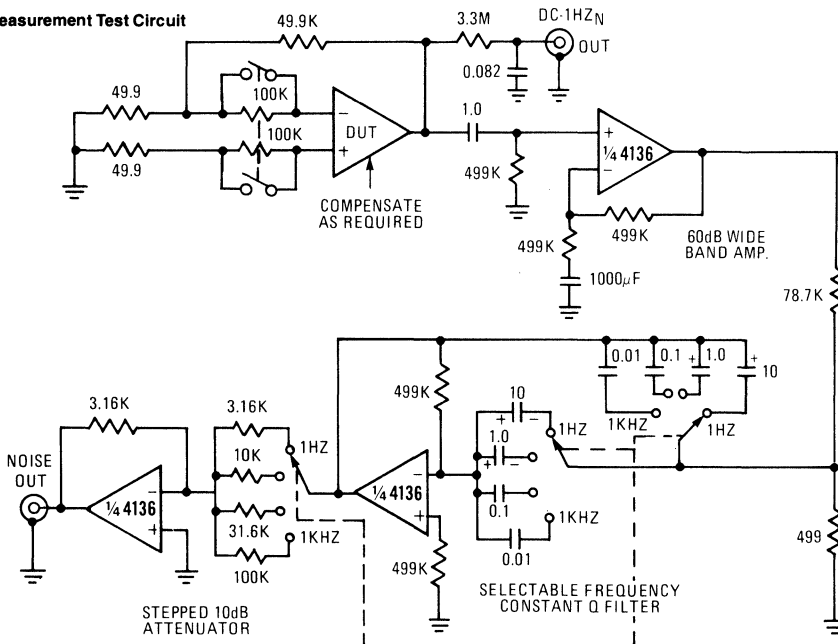 easurement Test Circuit
49.9K
3.3M
DC-1HZN
OUT
0.082
49.9
100K
100K
49.9
DUT
COMPENSATE
AS REQUIRED
1.0
499K
¼ 4136
499K
499K
1000μF
60dB WIDE
BAND AMP.
78.7K
0.01
0.1
+
1.0
+
10
1KHZ
1HZ
499K
10
+ −
1.0
+ −
0.1
0.01
1HZ
1KHZ
3.16K
3.16K
10K
31.6K
100K
1HZ
1KHZ
NOISE
OUT
¼ 4136
¼ 4136
499K
499
STEPPED 10dB
ATTENUATOR
SELECTABLE FREQUENCY
CONSTANT Q FILTER